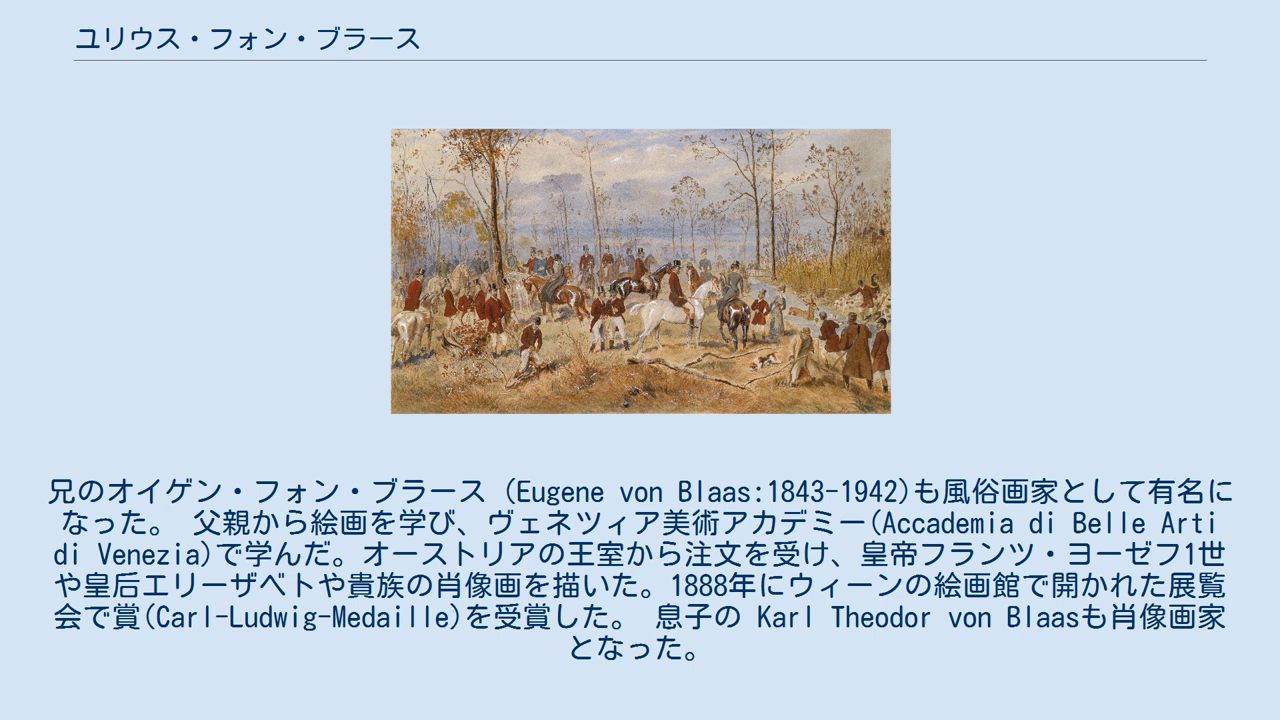 ユリウス・フォン・ブラース
兄のオイゲン・フォン・ブラース (Eugene von Blaas:1843-1942)も風俗画家として有名に
なった。 父親から絵画を学び、ヴェネツィア美術アカデミー(Accademia di Belle Arti
di Venezia)で学んだ。オーストリアの王室から注文を受け、皇帝フランツ・ヨーゼフ1世
や皇后エリーザベトや貴族の肖像画を描いた。1888年にウィーンの絵画館で開かれた展覧
会で賞(Carl-Ludwig-Medaille)を受賞した。 息子の Karl Theodor von Blaasも肖像画家
となった。